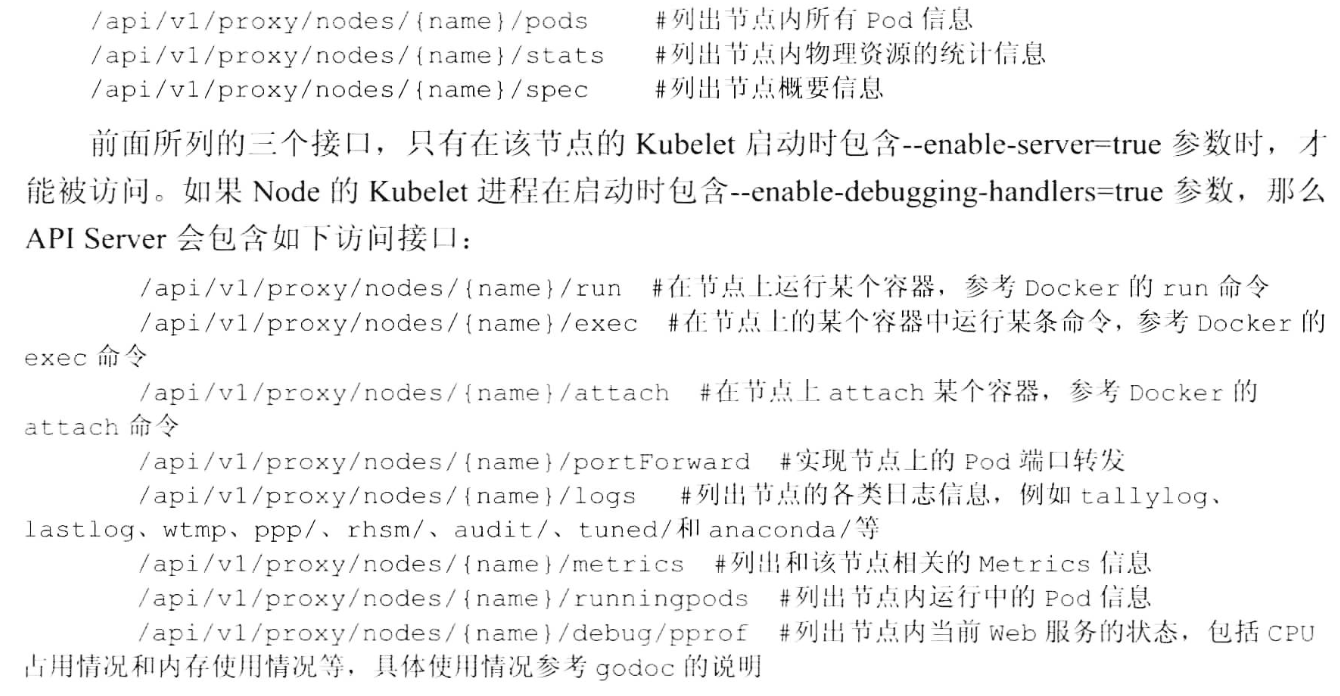 /api/v1/proxy/nodes/{name}/pods #列出节点内所有 Pod 信息
/api/v1/proxy/nodes/{name}/stats #列出节点内物理资源的统计信息
/api/v1/proxy/nodes/{name}/spec #列出节点概要信息
前面所列的三个接口，只有在该节点的 Kubelet 启动时包含--enable-server=true 参数时，才
能被访问。如果 Node 的 Kubelet 进程在启动时包含--enable-debugging-handlers=true 参数，那么
API Server 会包含如下访问接口：
/api/v1/proxy/nodes/{name}/run #在节点上运行某个容器，参考 Docker 的 run 命令
/api/v1/proxy/nodes/{name}/exec #在节点上的某个容器中运行某条命令，参考 Docker 的
exec 命令
/api/v1/proxy/nodes/{name}/attach #在节点上 attach 某个容器，参考 Docker 的
attach 命令
/api/v1/proxy/nodes/{name}/portForward #实现节点上的 Pod 端口转发
/api/v1/proxy/nodes/{name}/logs #列出节点的各类日志信息，例如 tallylog、
lastlog、wtmp、ppp/、rhsm/、audit/、tuned/和 anaconda/等
/api/v1/proxy/nodes/{name}/metrics #列出和该节点相关的 Metrics 信息
/api/v1/proxy/nodes/{name}/runningpods #列出节点内运行中的 Pod 信息
/api/v1/proxy/nodes/{name}/debug/pprof #列出节点内当前 Web 服务的状态，包括 CPU
占用情况和内存使用情况等，具体使用情况参考 godoc 的说明